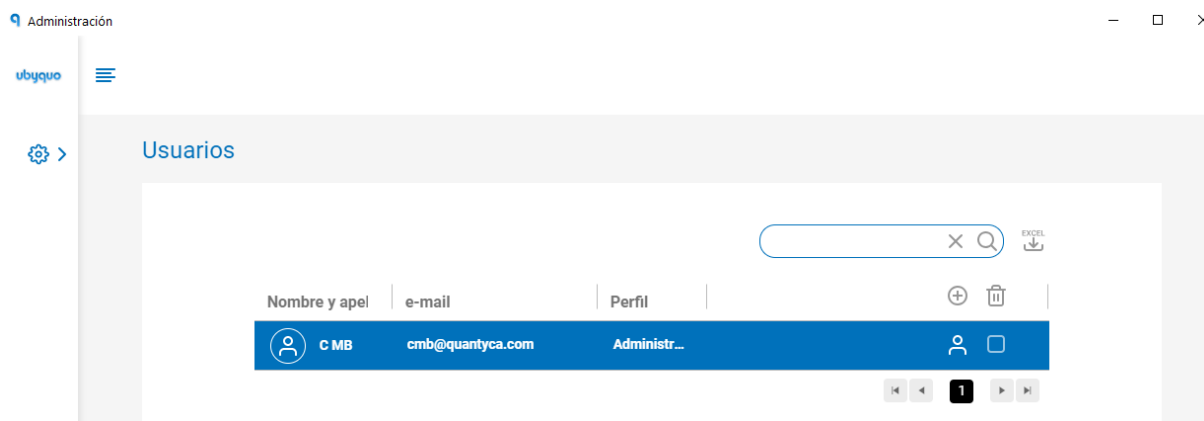 Administración
ubyquo
Usuarios
EXCEL
Nombre y apel e-mail Perfil
C MB cmb@quantyca.com Administr...
1